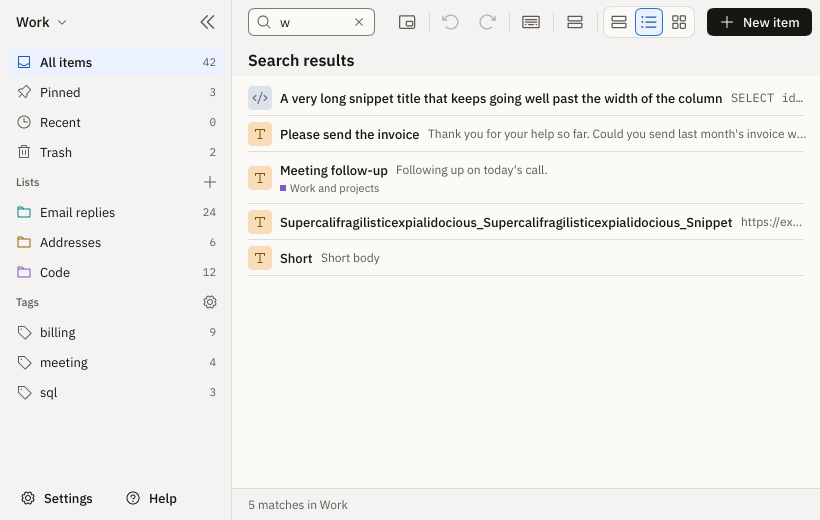 Work
w
New item
All items 42
Pinned 3
Recent 0
Trash 2
Lists
Email replies 24
Addresses 6
Code 12
Tags
billing 9
meeting 4
sql 3
Settings Help
Search results
</> A very long snippet title that keeps going well past the width of the column SELECT id…
T Please send the invoice Thank you for your help so far. Could you send last month's invoice w…
T Meeting follow-up Following up on today's call.
Work and projects
T Supercalifragilisticexpialidocious_Supercalifragilisticexpialidocious_Snippet https://ex…
T Short Short body
5 matches in Work